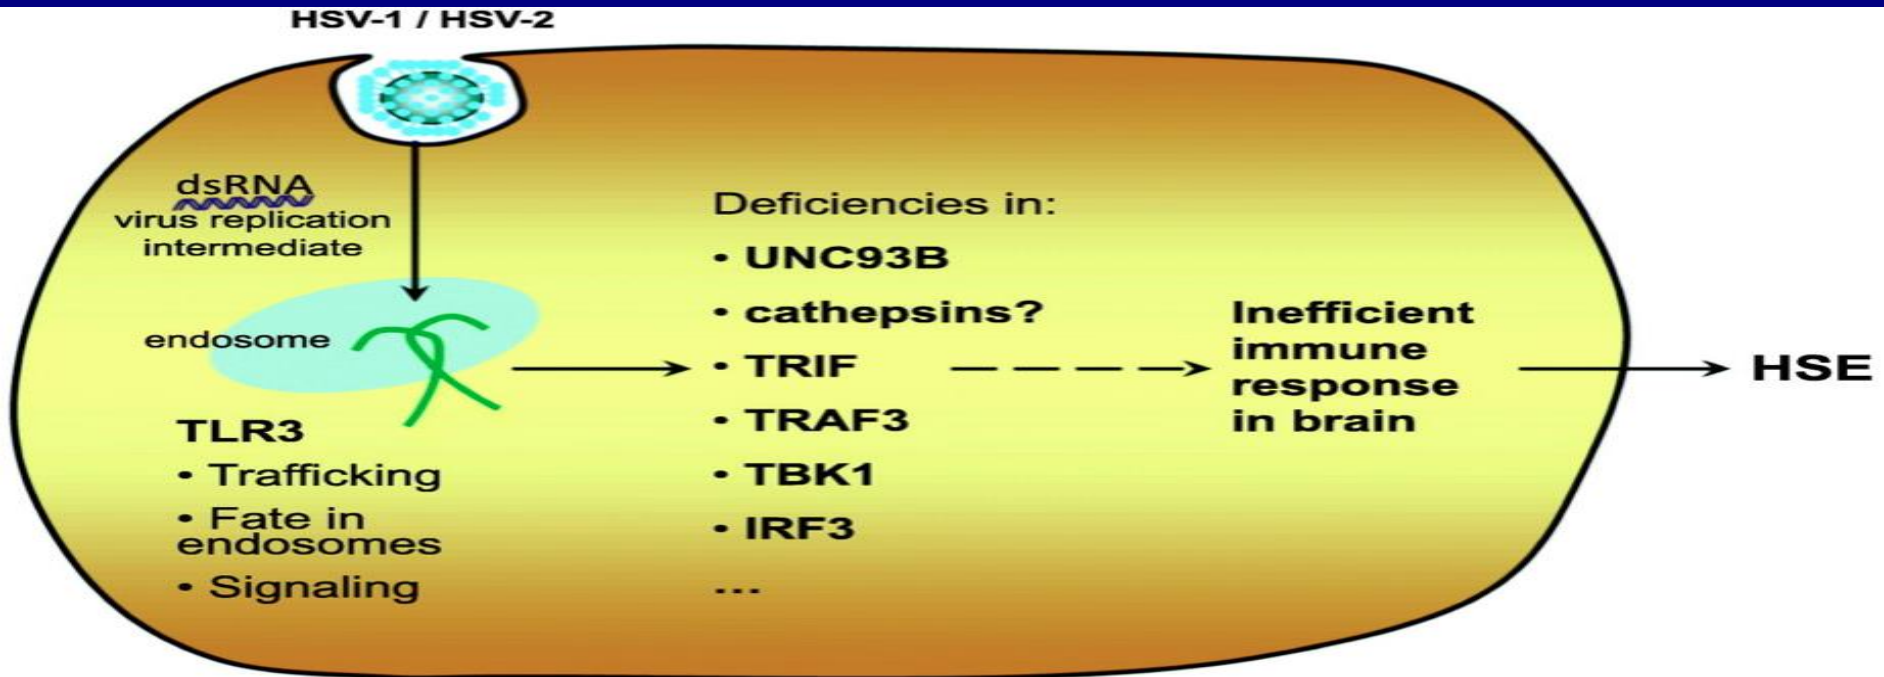 HSV-1 / HSV-2
dsRNA
virus replication
intermediate
endosome
TLR3
• Trafficking
• Fate in
endosomes
• Signaling
Deficiencies in:
• UNC93B
• cathepsins?
• TRIF
• TRAF3
• TBK1
• IRF3
...
Inefficient
immune
response
in brain
HSE